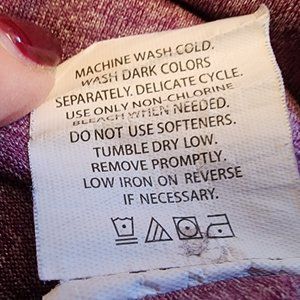 MACHINE WASH COLD.
WASH DARK COLORS
SEPARATELY. DELICATE CYCLE.
USE ONLY NON-CHLORINE
BLEACH WHEN NEEDED.
DO NOT USE SOFTENERS.
TUMBLE DRY LOW.
REMOVE PROMPTLY.
LOW IRON ON REVERSE
IF NECESSARY.